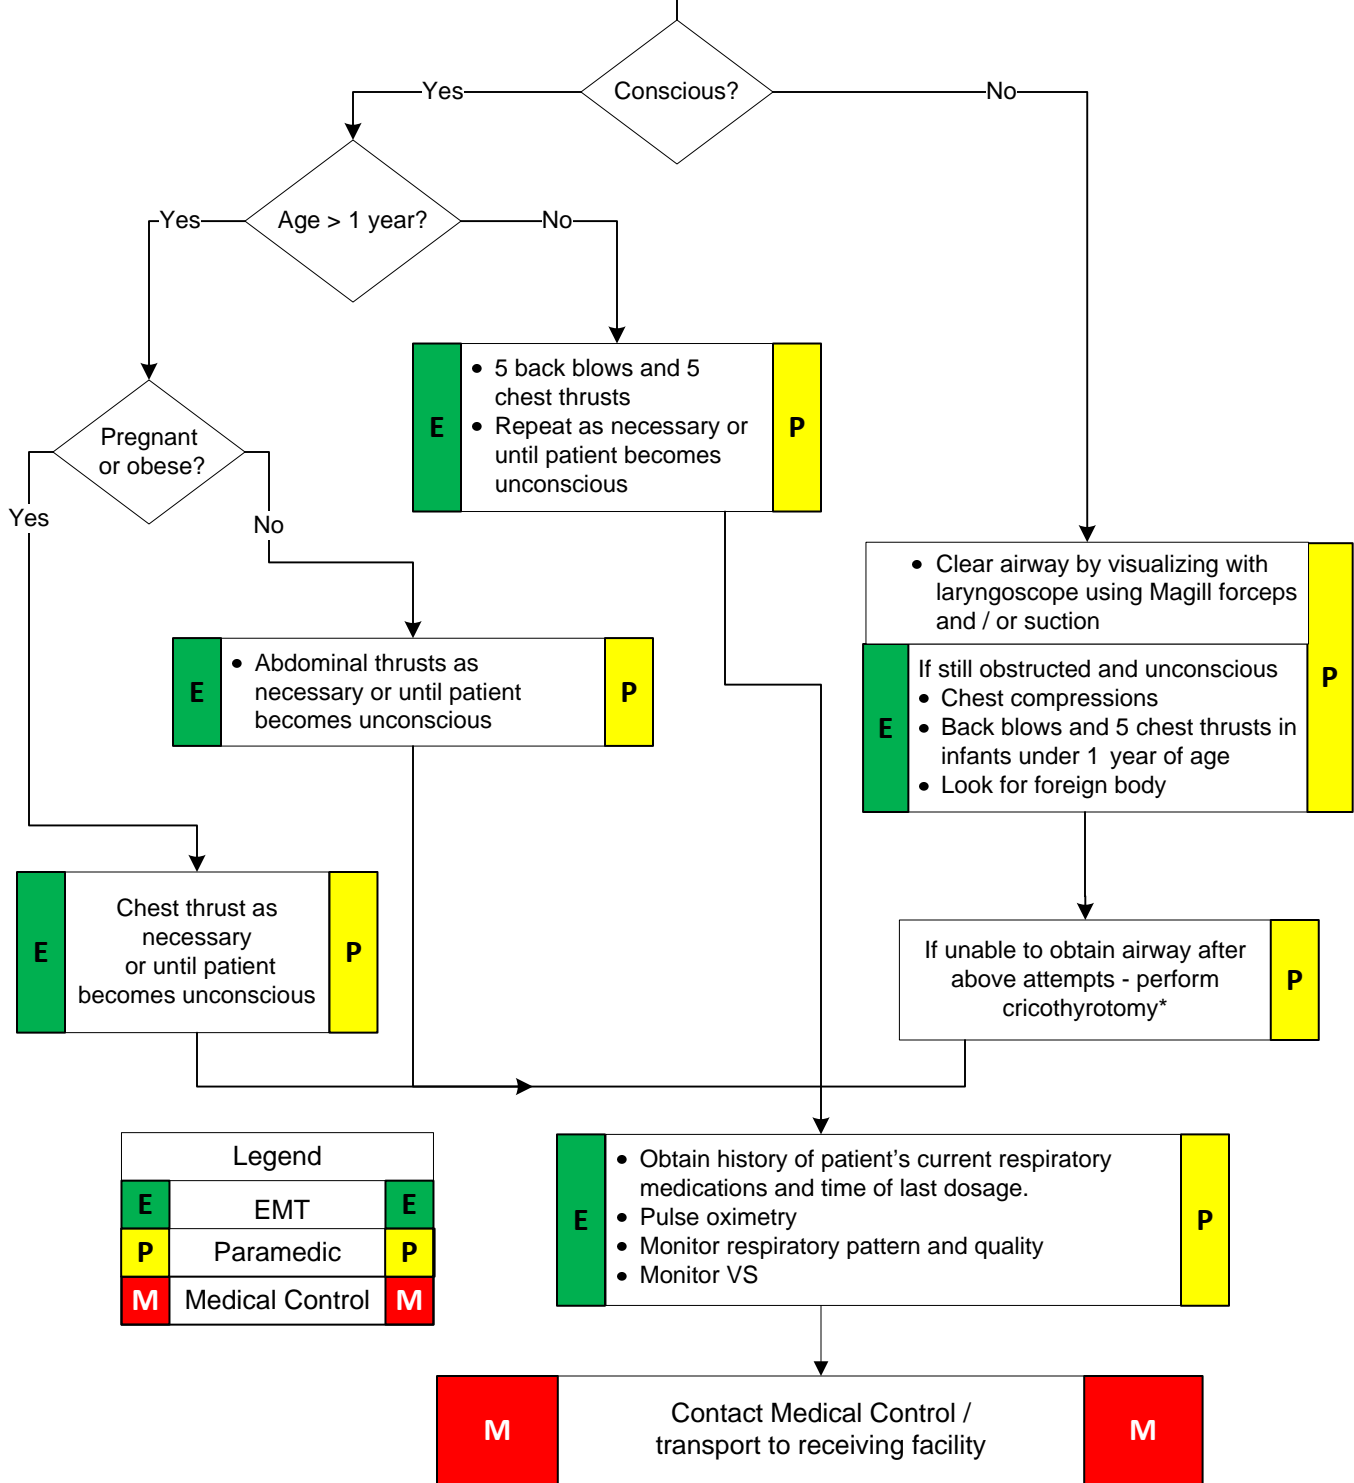 Conscious?
Yes
No
Age > 1 year?
Yes
No
E
• 5 back blows and 5
chest thrusts
• Repeat as necessary or
until patient becomes
unconscious
P
Pregnant
or obese?
Yes
No
• Clear airway by visualizing with
laryngoscope using Magill forceps
and / or suction
E
If still obstructed and unconscious
• Chest compressions
• Back blows and 5 chest thrusts in
infants under 1 year of age
• Look for foreign body
P
E
• Abdominal thrusts as
necessary or until patient
becomes unconscious
P
E
Chest thrust as
necessary
or until patient
becomes unconscious
P
If unable to obtain airway after
above attempts - perform
cricothyrotomy*
P
Legend
E EMT E
P Paramedic P
M Medical Control M
E
• Obtain history of patient's current respiratory
medications and time of last dosage.
• Pulse oximetry
• Monitor respiratory pattern and quality
• Monitor VS
P
M
Contact Medical Control /
transport to receiving facility
M